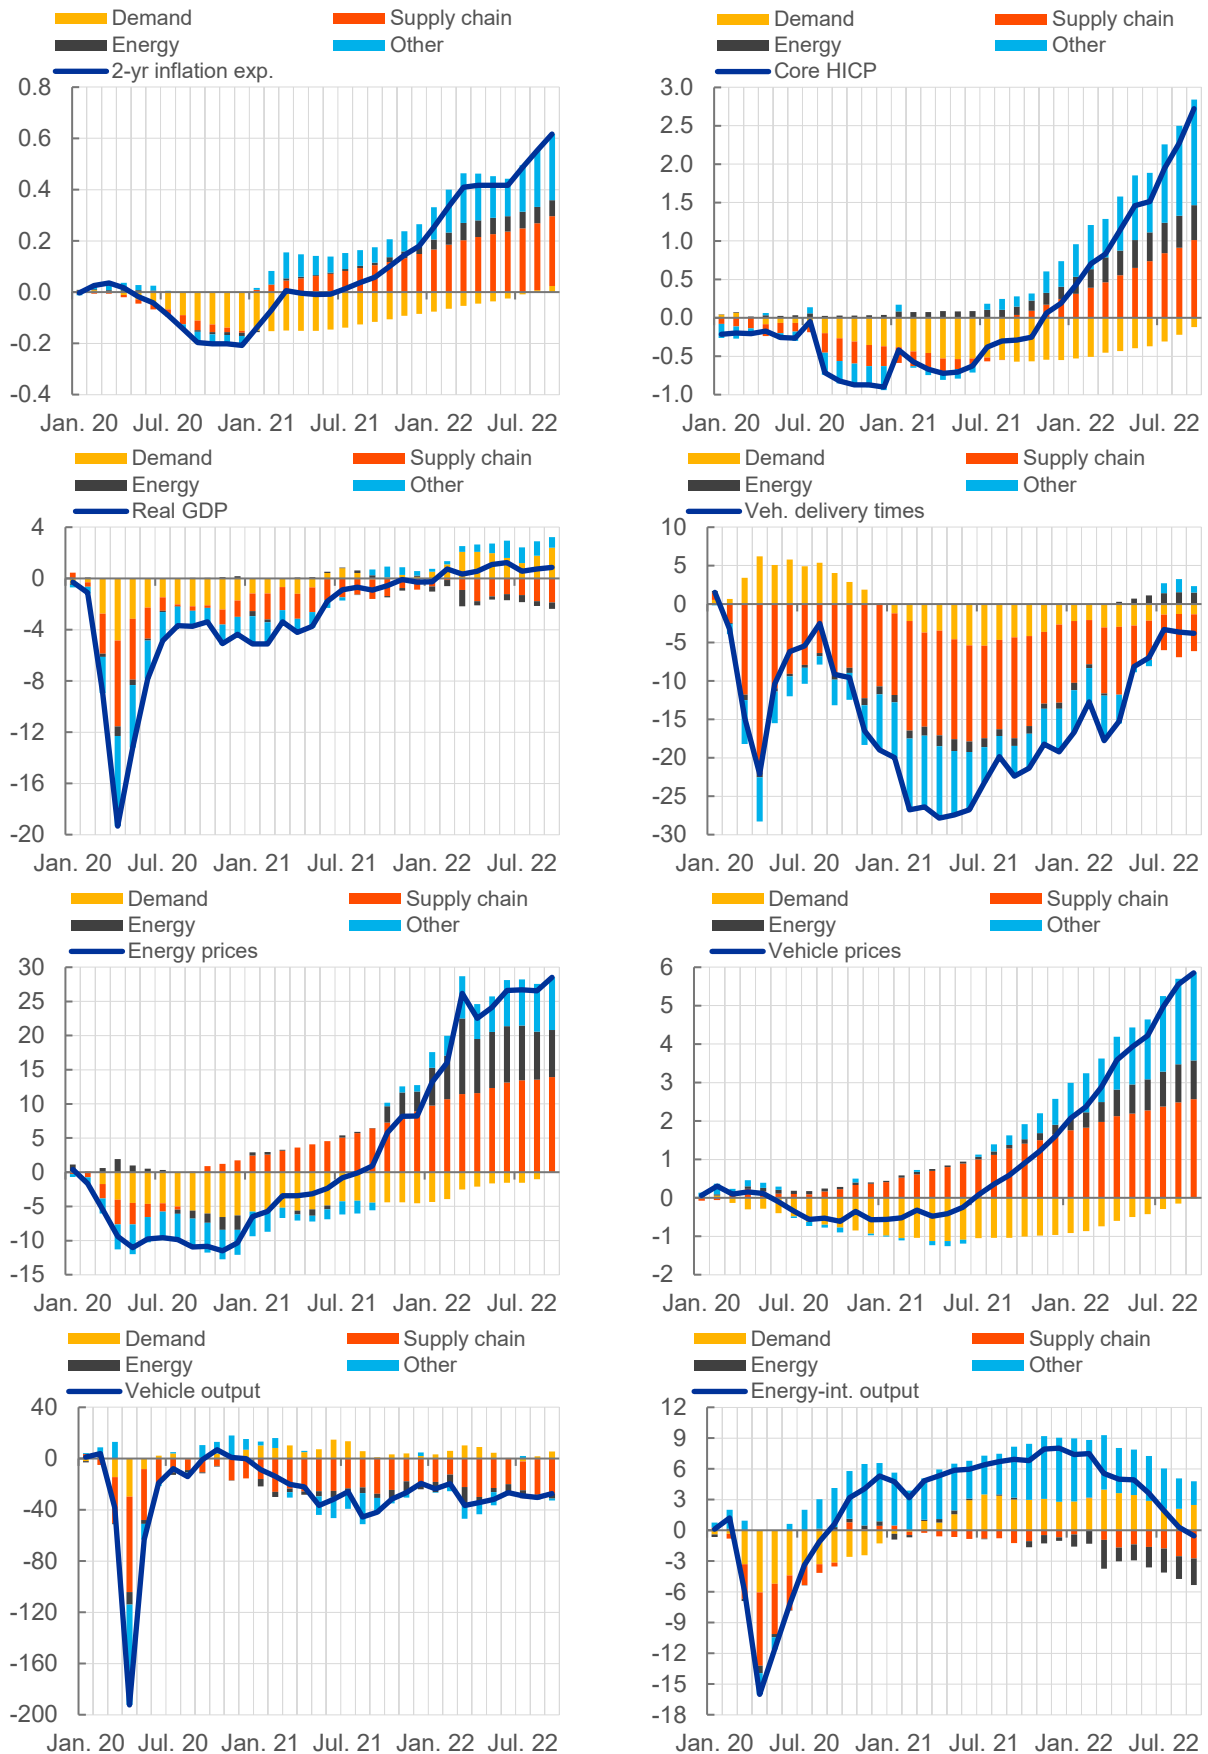 Demand Supply chain
Energy Other
2-yr inflation exp.
0.8
0.6
0.4
0.2
0.0
-0.2
-0.4
Jan. 20 Jul. 20 Jan. 21 Jul. 21 Jan. 22 Jul. 22
Demand Supply chain
Energy Other
Core HICP
3.0
2.5
2.0
1.5
1.0
0.5
0.0
-0.5
-1.0
Jan. 20 Jul. 20 Jan. 21 Jul. 21 Jan. 22 Jul. 22
Demand Supply chain
Energy Other
Real GDP
4
0
-4
-8
-12
-16
-20
Jan. 20 Jul. 20 Jan. 21 Jul. 21 Jan. 22 Jul. 22
Demand Supply chain
Energy Other
Veh. delivery times
10
5
0
-5
-10
-15
-20
-25
-30
Jan. 20 Jul. 20 Jan. 21 Jul. 21 Jan. 22 Jul. 22
Demand Supply chain
Energy Other
Energy prices
30
25
20
15
10
5
0
-5
-10
-15
Jan. 20 Jul. 20 Jan. 21 Jul. 21 Jan. 22 Jul. 22
Demand Supply chain
Energy Other
Vehicle prices
6
5
4
3
2
1
0
-1
-2
Jan. 20 Jul. 20 Jan. 21 Jul. 21 Jan. 22 Jul. 22
Demand Supply chain
Energy Other
Vehicle output
40
0
-40
-80
-120
-160
-200
Jan. 20 Jul. 20 Jan. 21 Jul. 21 Jan. 22 Jul. 22
Demand Supply chain
Energy Other
Energy-int. output
12
9
6
3
0
-3
-6
-9
-12
-15
-18
Jan. 20 Jul. 20 Jan. 21 Jul. 21 Jan. 22 Jul. 22